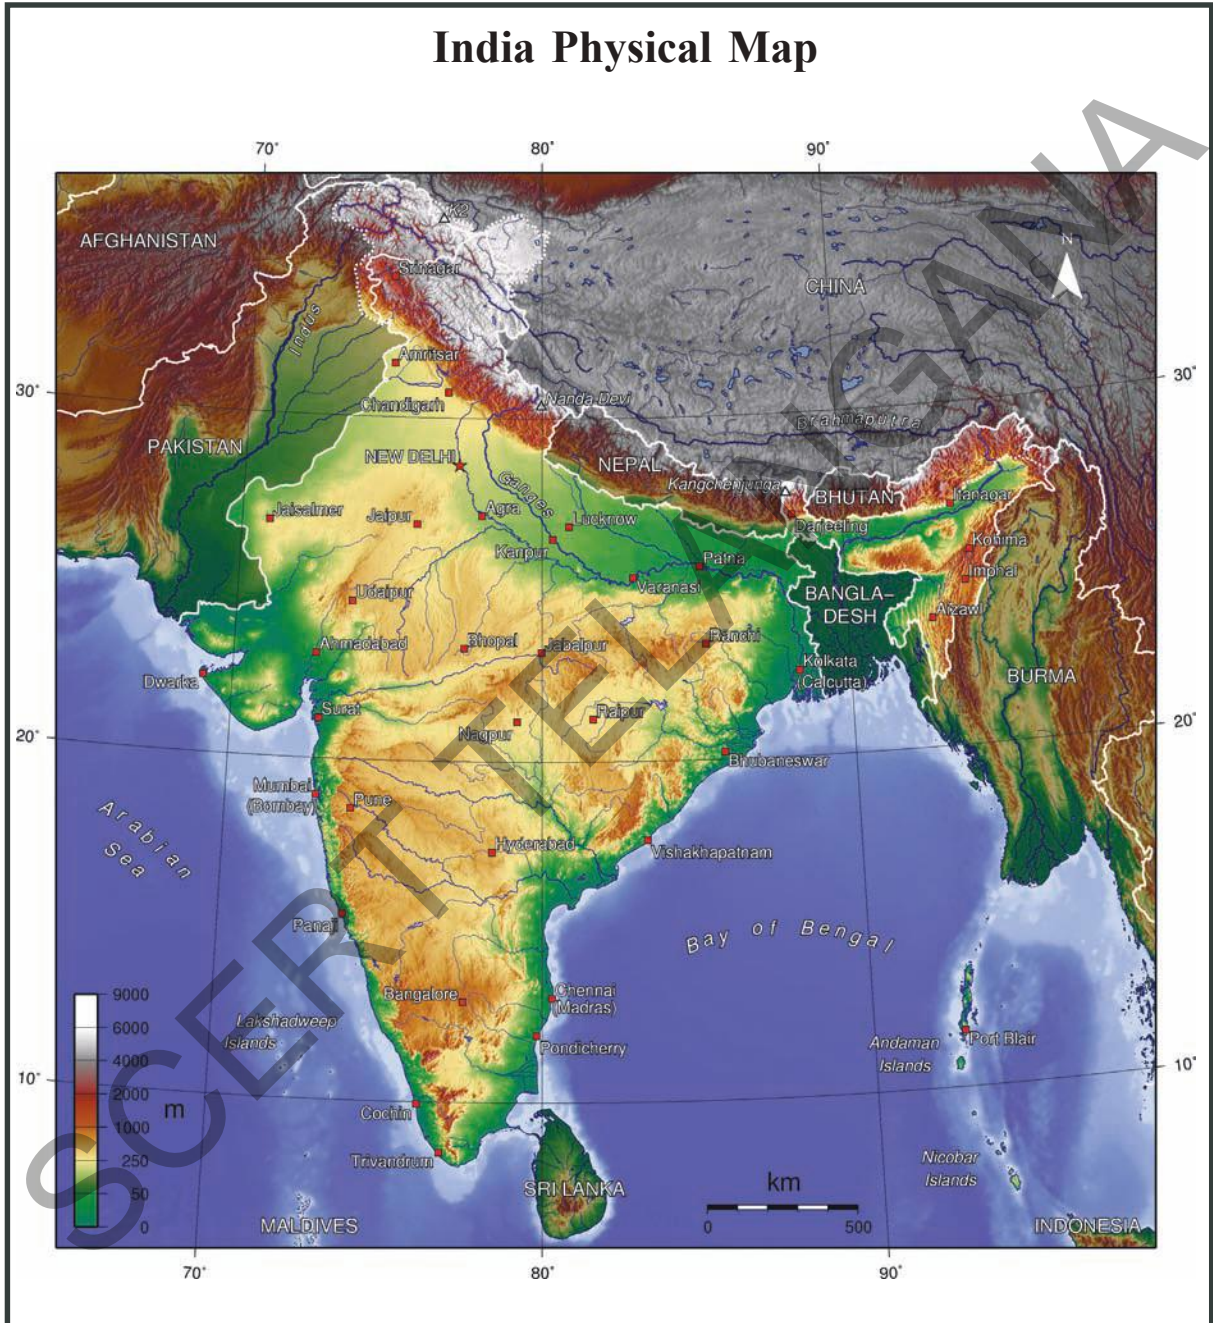 India Physical Map
70°
80°
90°
K2
AFGHANISTAN
N
Srinagar
CHINA
Indus
Amritsar
30°
30°
Chandigarh
Nanda Devi
Brahmaputra
PAKISTAN
NEW DELHI
NEPAL
Ganges
Kangchenjunga
BHUTAN
Itanagar
Jaisalmer
Jaipur
Agra
Lucknow
Darjeeling
Kanpur
Kohima
Patna
Imphal
Varanasi
Udaipur
BANGLA-
DESH
Aizawl
Ahmadabad
Bhopal
Jabalpur
Ranchi
Dwarka
Kolkata
(Calcutta)
BURMA
Surat
Raipur
20°
20°
Nagpur
Bhubaneswar
Mumbai
(Bombay)
Pune
Arabian
Sea
Hyderabad
Vishakhapatnam
Panaji
Bay of Bengal
Bangalore
Chennai
(Madras)
9000
6000
4000
2000
1000
250
50
0
m
Lakshadweep
Islands
Pondicherry
Andaman
Islands
Port Blair
10°
10°
Cochin
Trivandrum
Nicobar
Islands
SRI LANKA
km
0
500
MALDIVES
INDONESIA
70°
80°
90°
SCERT TELANGANA